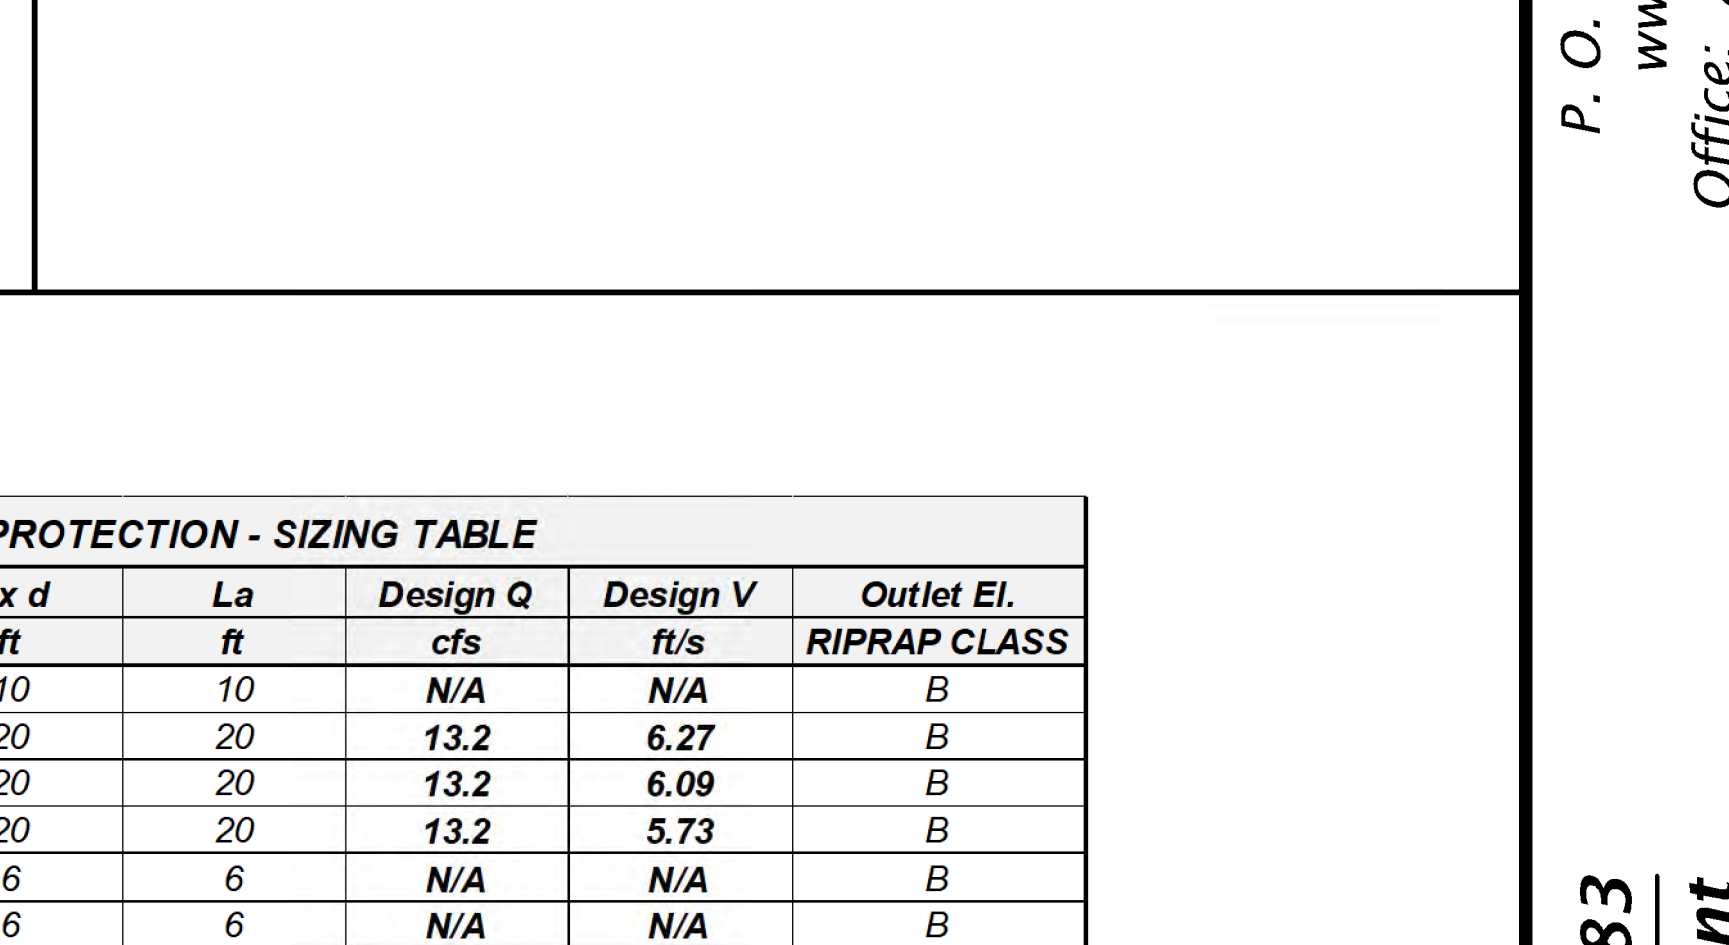 PROTECTION - SIZING TABLE
x d La Design Q Design V Outlet El.
ft ft cfs ft/s RIPRAP CLASS
10 10 N/A N/A B
20 20 13.2 6.27 B
20 20 13.2 6.09 B
20 20 13.2 5.73 B
6 6 N/A N/A B
6 6 N/A N/A B
P. O.
ww
Office:
83
nt